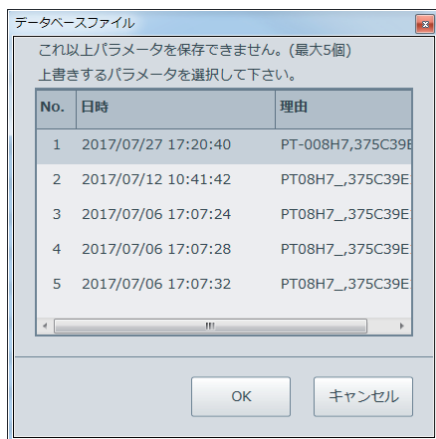 データベースファイル
これ以上パラメータを保存できません。(最大5個)
上書きするパラメータを選択して下さい。
No. 日時 理由
1 2017/07/27 17:20:40 PT-008H7,375C39E
2 2017/07/12 10:41:42 PT08H7_,375C39E
3 2017/07/06 17:07:24 PT08H7_,375C39E
4 2017/07/06 17:07:28 PT08H7_,375C39E
5 2017/07/06 17:07:32 PT08H7_,375C39E
OK キャンセル